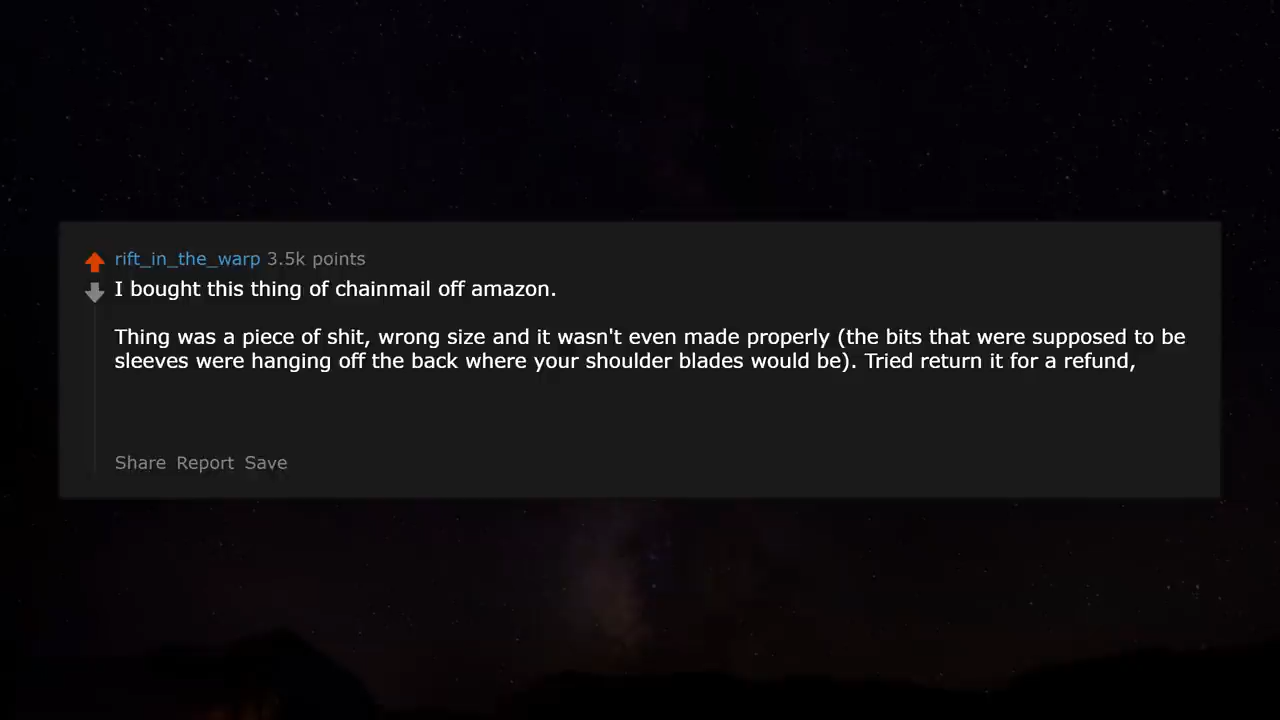 rift_in_the_warp 3.5k points
I bought this thing of chainmail off amazon.
Thing was a piece of shit, wrong size and it wasn't even made properly (the bits that were supposed to be
sleeves were hanging off the back where your shoulder blades would be). Tried return it for a refund,
Share Report Save